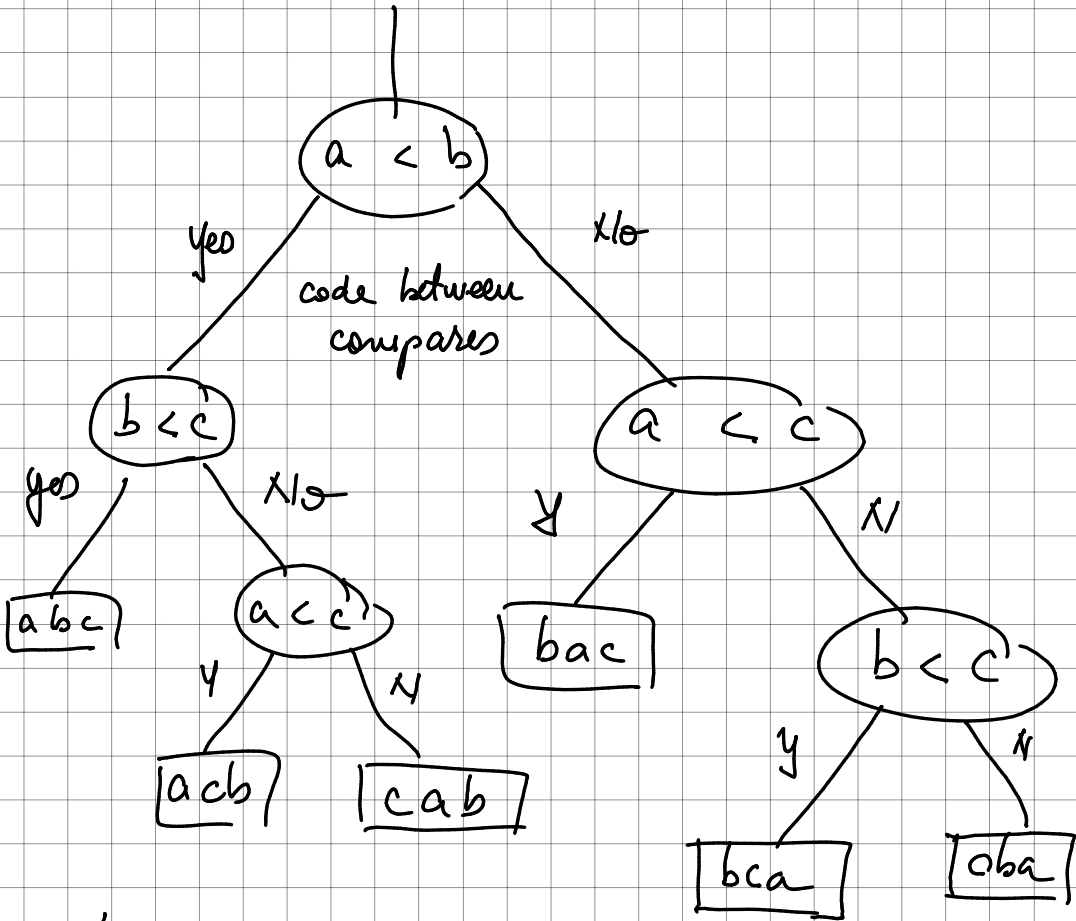 a < b
yes
No
code between
compares
b < c
a < c
yes
No
Y
N
abc
a < c
bac
b < c
Y
N
Y
N
acb
cab
bca
cba